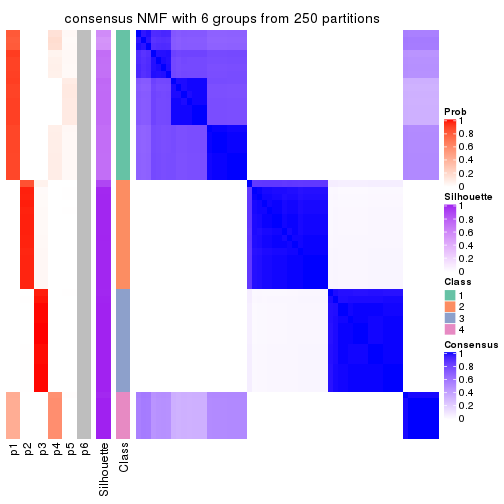 consensus NMF with 6 groups from 250 partitions
Prob
1
0.8
0.6
0.4
0.2
0
Silhouette
1
0.8
0.6
0.4
0.2
0
Class
1
2
3
4
Consensus
1
0.8
0.6
0.4
0.2
0
p1
p2
p3
p4
p5
p6
Silhouette
Class